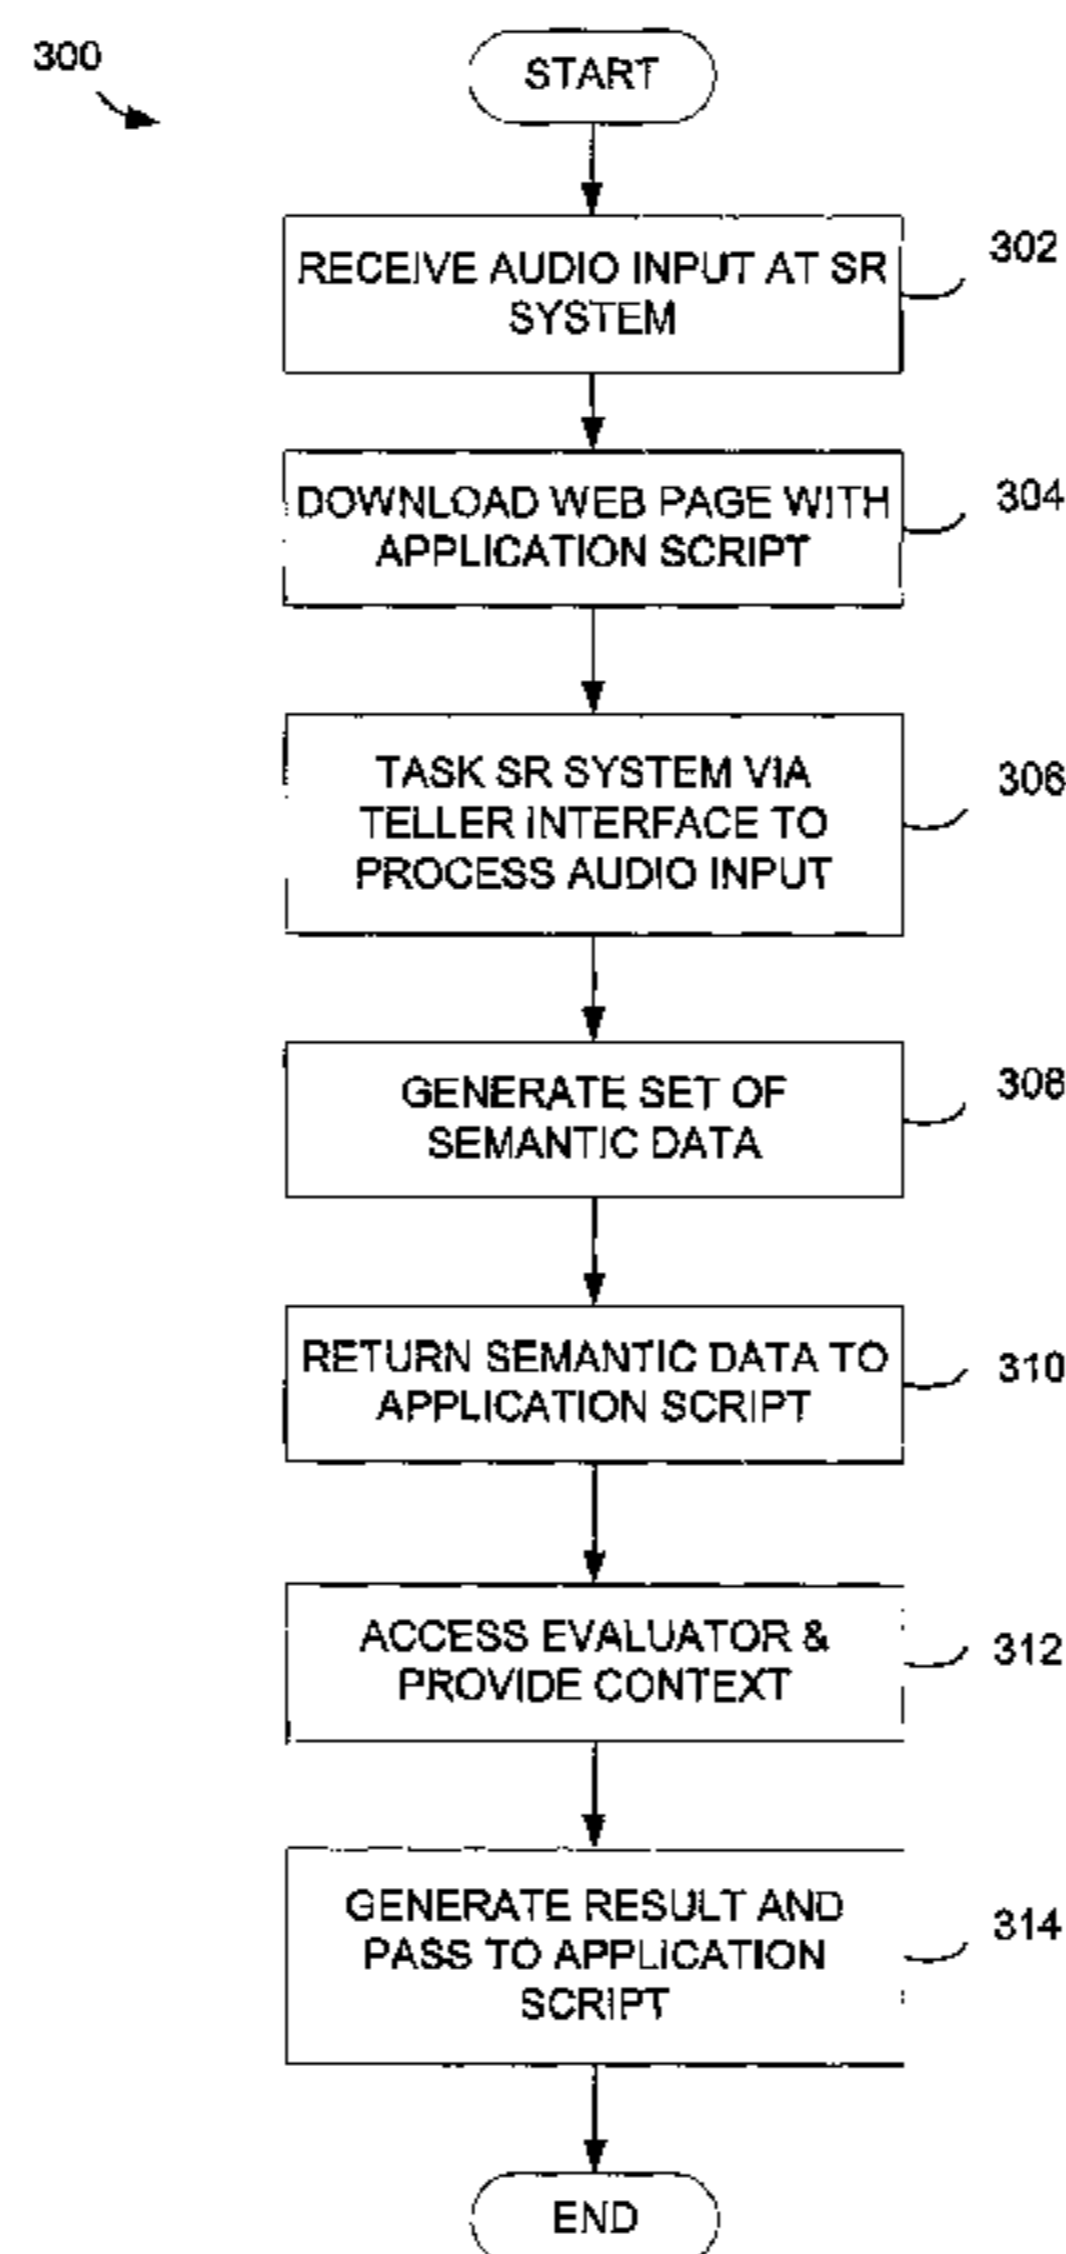 300
START
RECEIVE AUDIO INPUT AT SR
SYSTEM
302
DOWNLOAD WEB PAGE WITH
APPLICATION SCRIPT
304
TASK SR SYSTEM VIA
TELLER INTERFACE TO
PROCESS AUDIO INPUT
306
GENERATE SET OF
SEMANTIC DATA
308
RETURN SEMANTIC DATA TO
APPLICATION SCRIPT
310
ACCESS EVALUATOR &
PROVIDE CONTEXT
312
GENERATE RESULT AND
PASS TO APPLICATION
SCRIPT
314
END